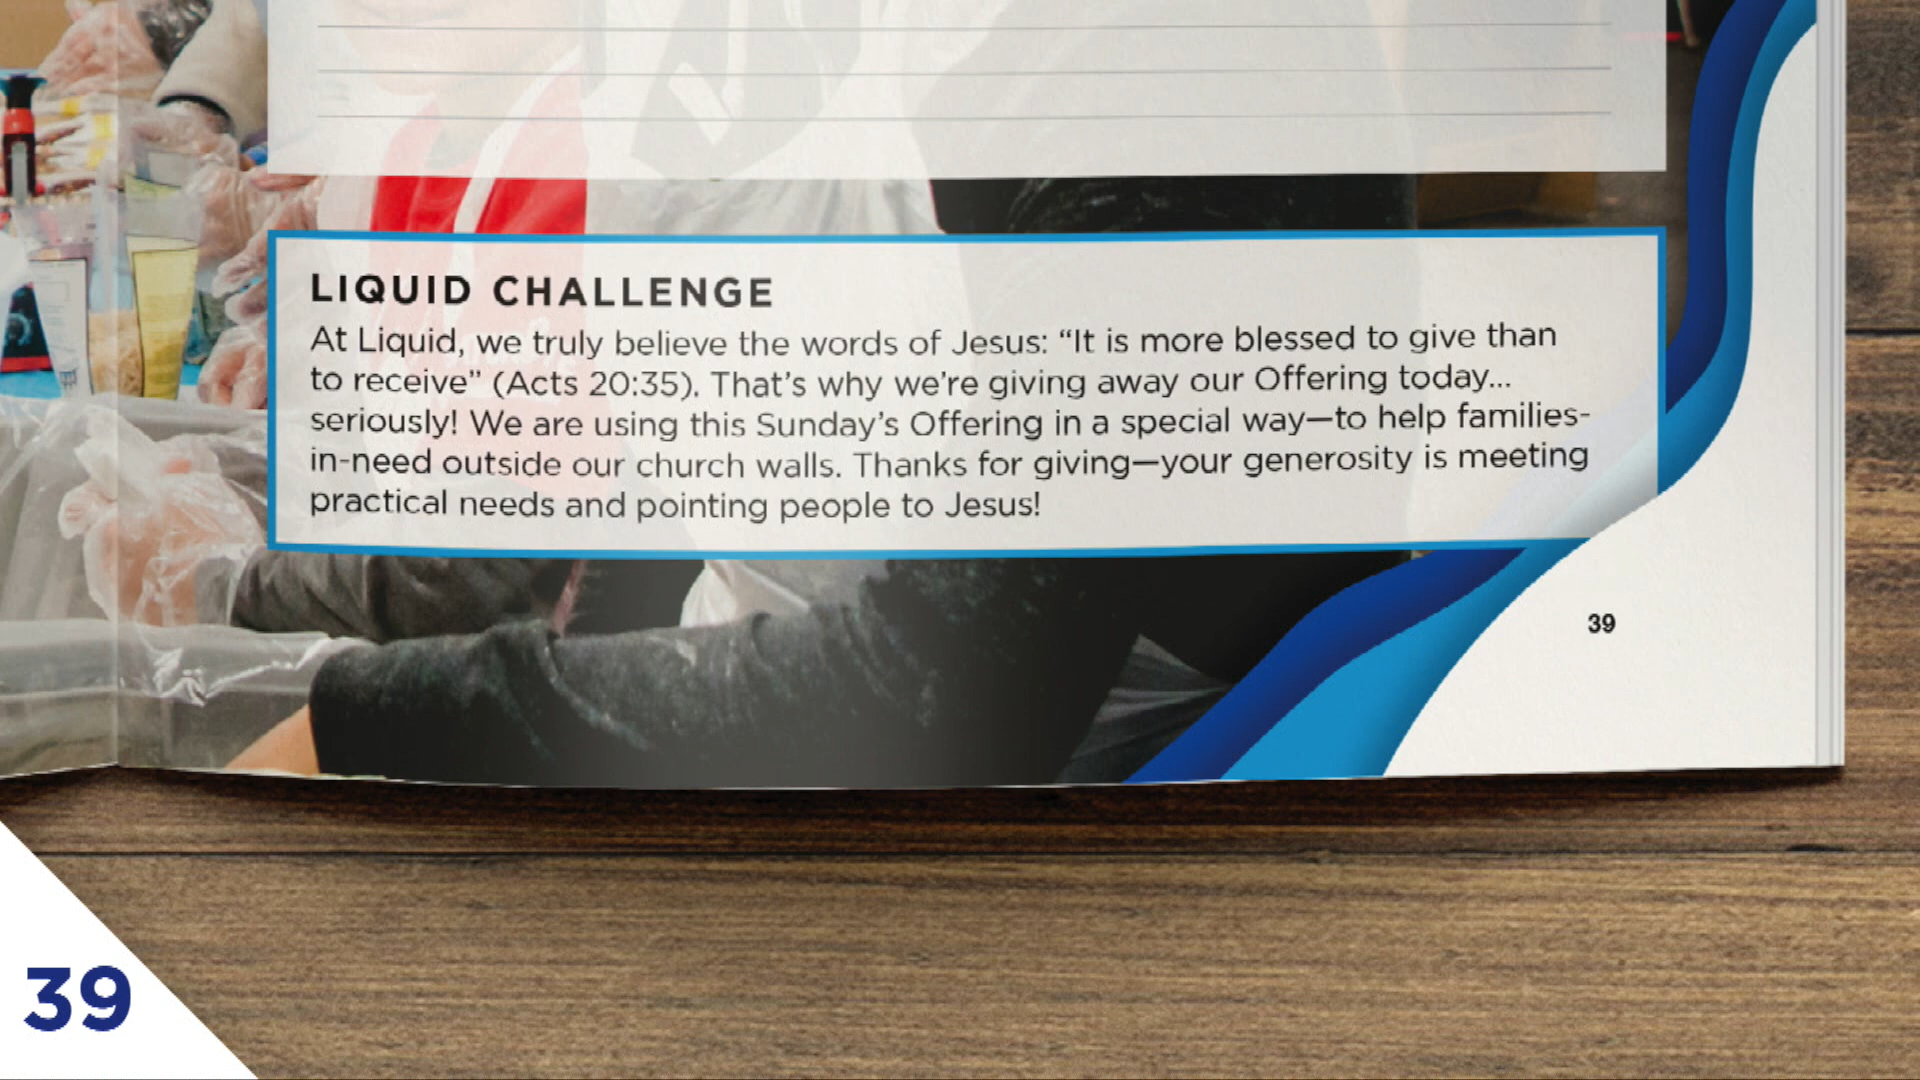 LIQUID CHALLENGE
At Liquid, we truly believe the words of Jesus: “It is more blessed to give than
to receive” (Acts 20:35). That’s why we’re giving away our Offering today...
seriously! We are using this Sunday’s Offering in a special way—to help families-
in-need outside our church walls. Thanks for giving—your generosity is meeting
practical needs and pointing people to Jesus!
39
39